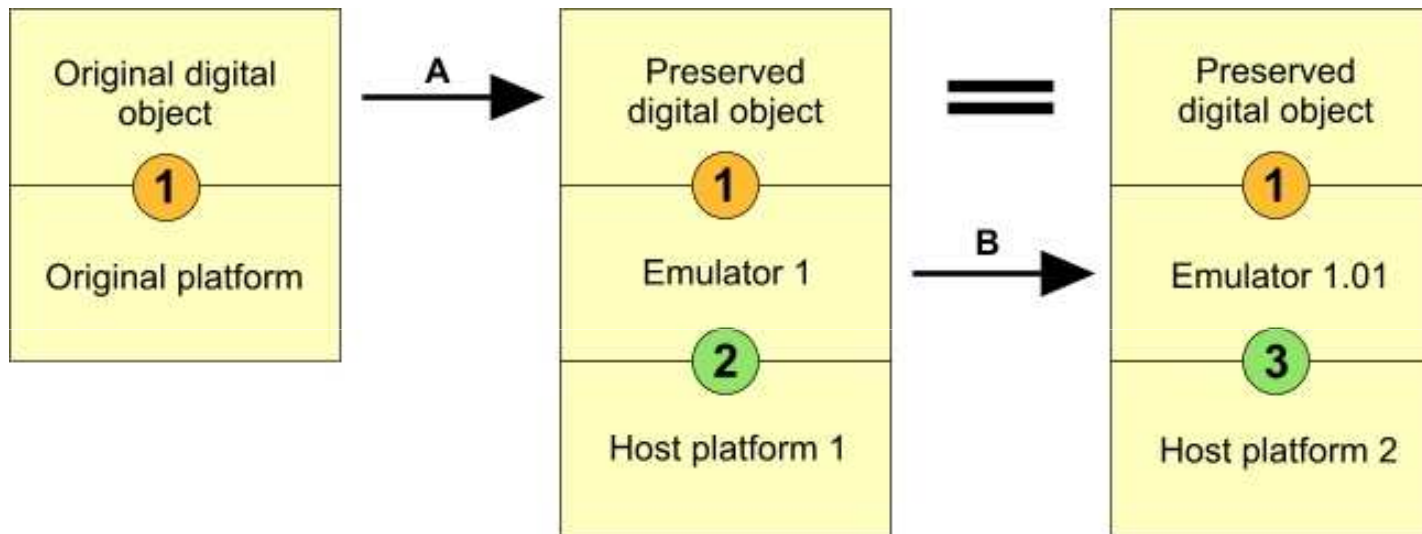 Original digital
object
1
Original platform
A
Preserved
digital object
1
Emulator 1
2
Host platform 1
B
Preserved
digital object
1
Emulator 1.01
3
Host platform 2